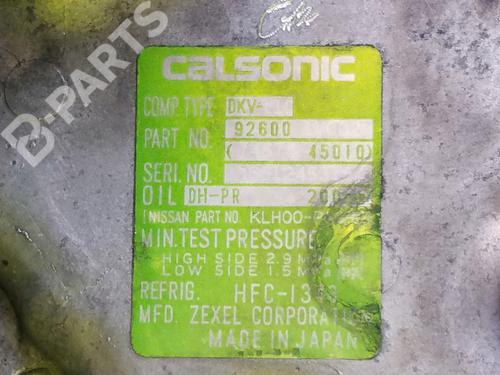 B-PARTS
CALSONIC
COMP. TYPE DKV-
PART NO. 92600
( 45010)
SERI. NO.
OIL DH-PR 200
(NISSAN PART NO. KLH00-
MIN. TEST PRESSURE
HIGH SIDE 2.9
LOW SIDE 1.5
REFRIG. HFC-
MFD. ZEXEL CORPORATION
MADE IN JAPAN